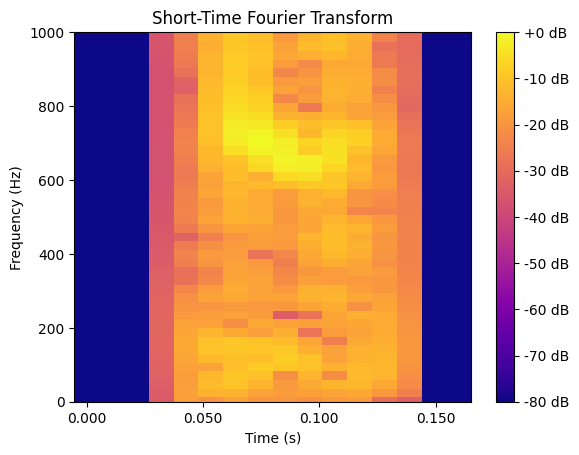 Short-Time Fourier Transform
1000
800
600
400
200
0
Frequency (Hz)
0.000
0.050
0.100
0.150
Time (s)
+0 dB
-10 dB
-20 dB
-30 dB
-40 dB
-50 dB
-60 dB
-70 dB
-80 dB